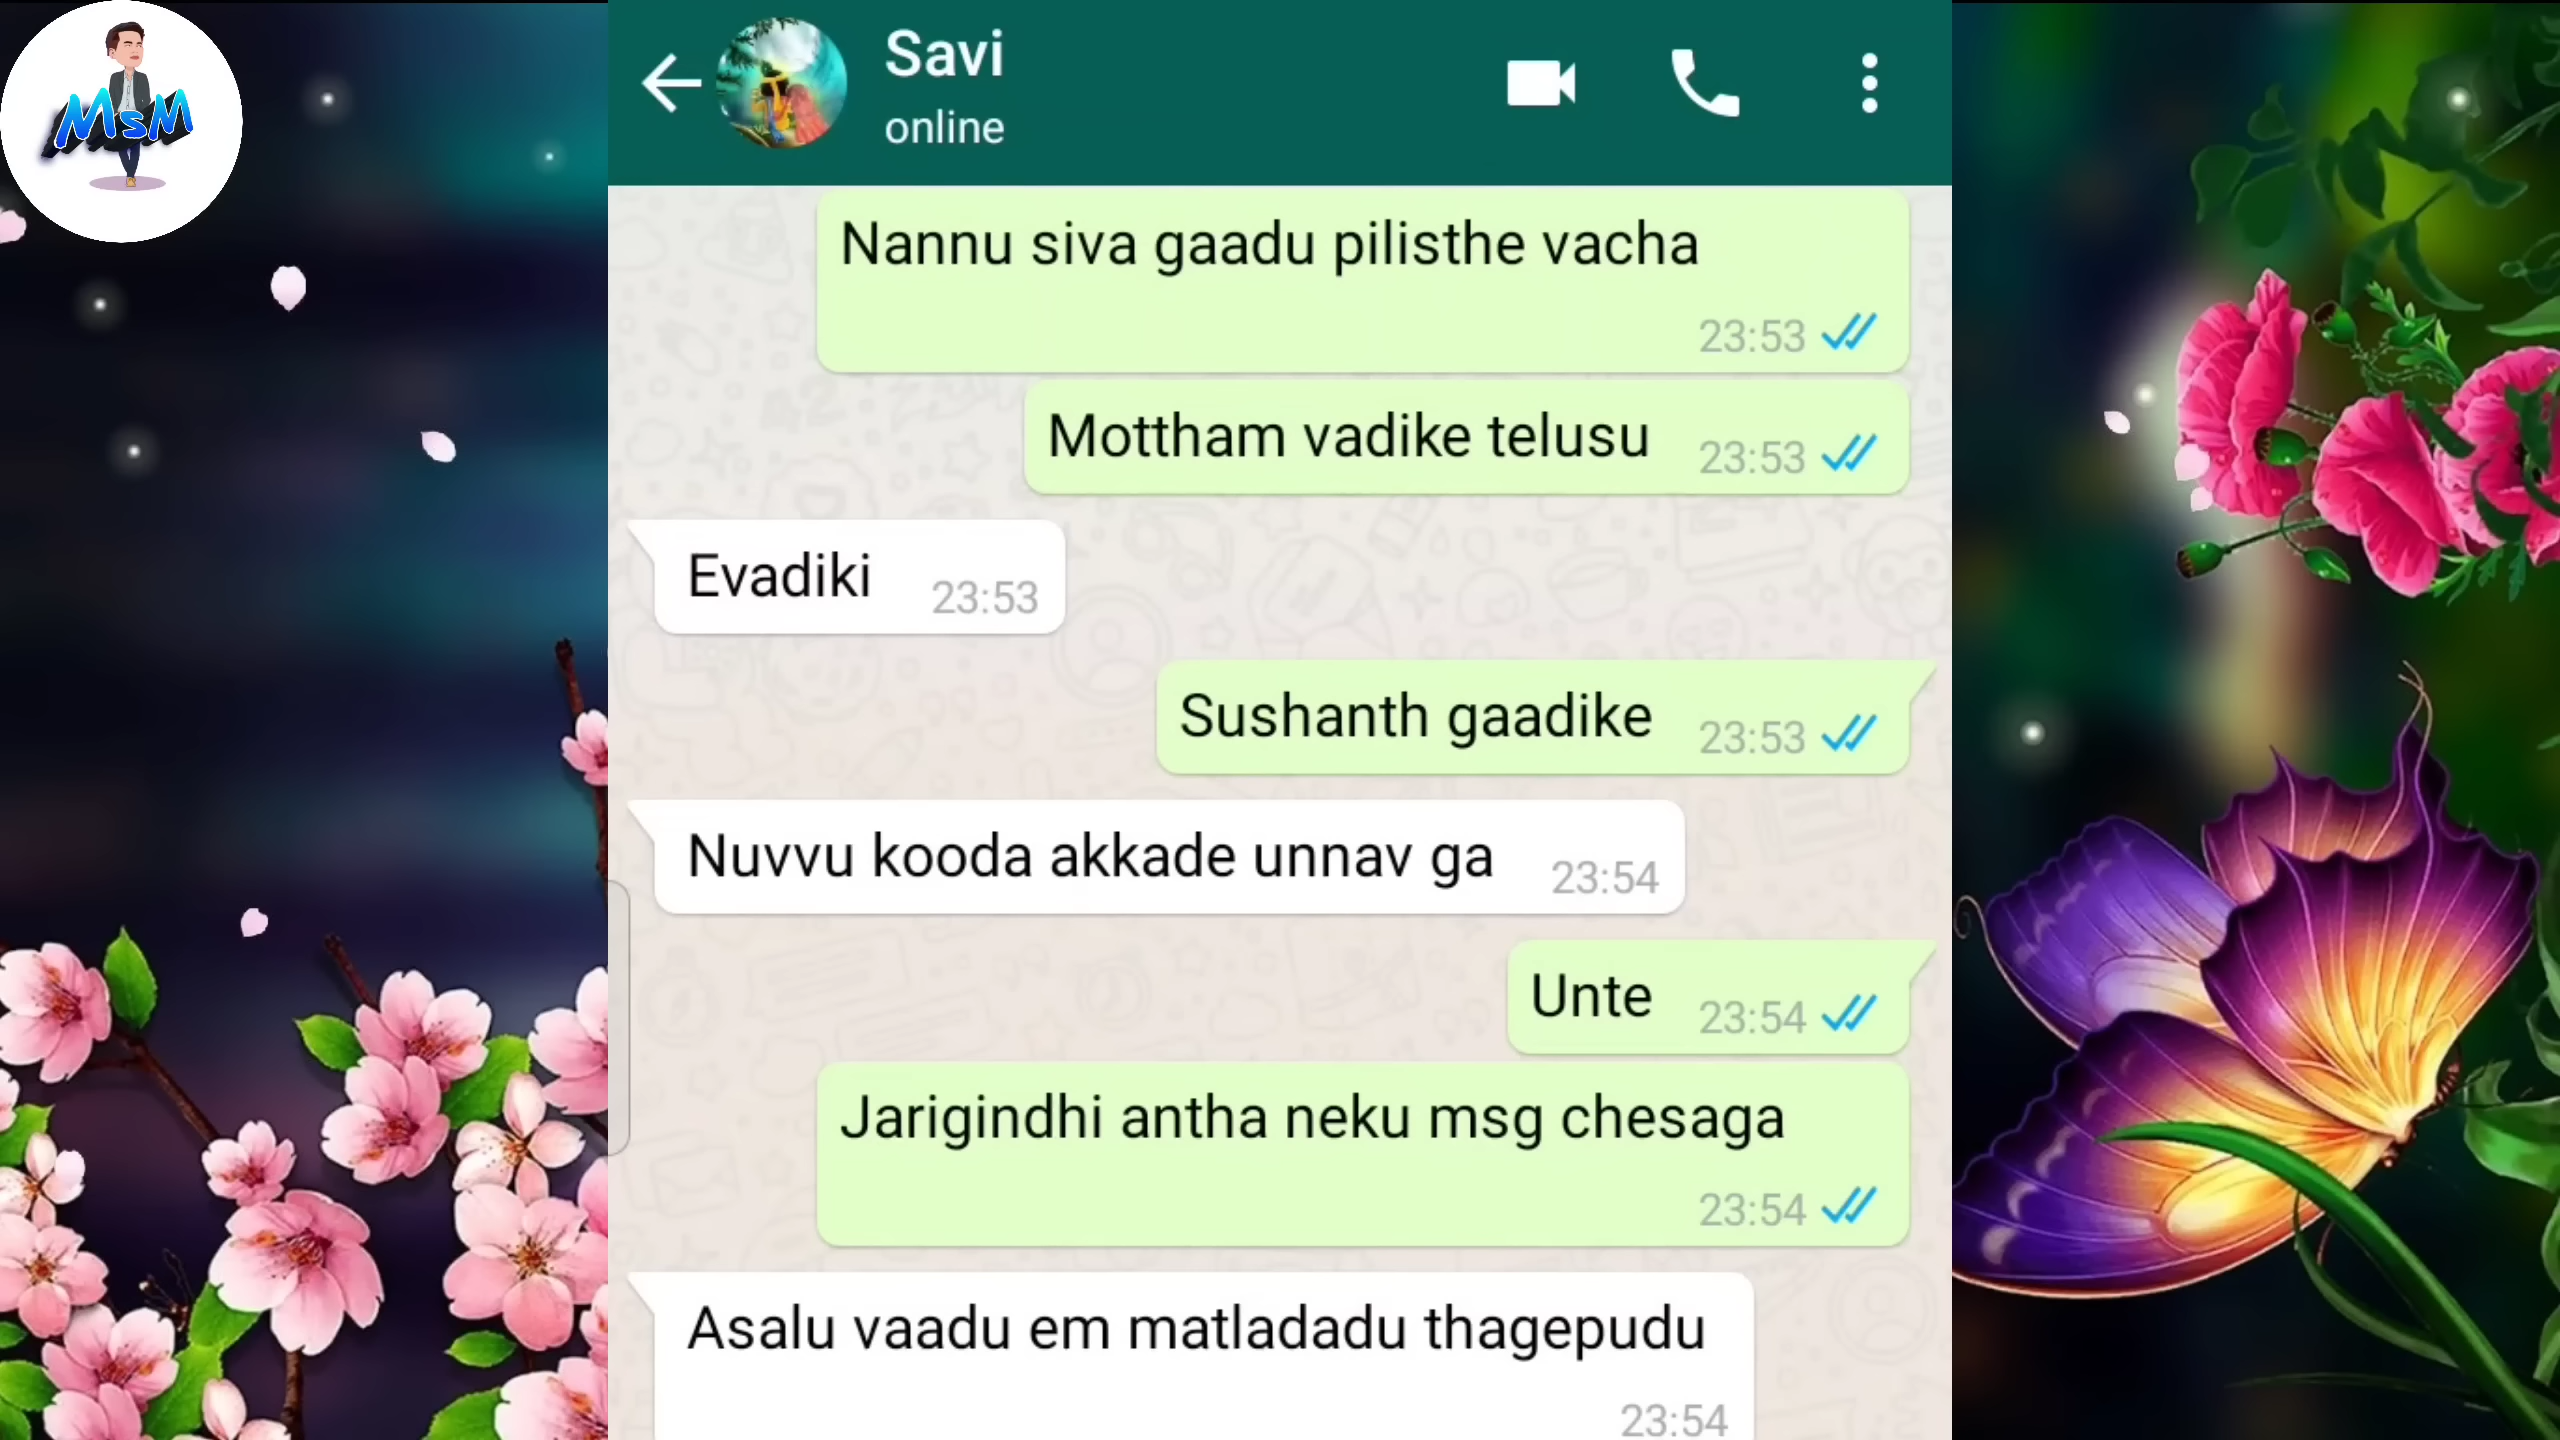 MsM
Savi
online
Nannu siva gaadu pilisthe vacha
23:53
Mottham vadike telusu 23:53
Evadiki 23:53
Sushanth gaadike 23:53
Nuvvu kooda akkade unnav ga 23:54
Unte 23:54
Jarigindhi antha neku msg chesaga
23:54
Asalu vaadu em matladadu thagepudu
23:54